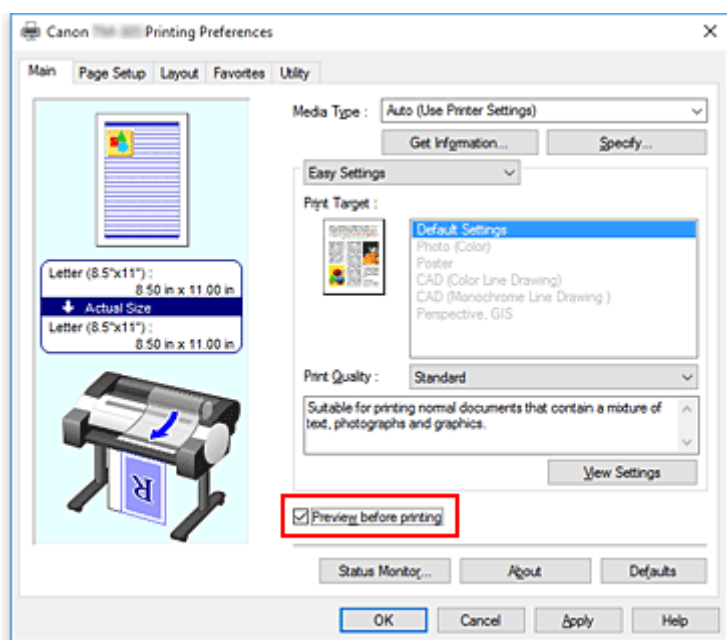 Canon Printing Preferences
Main Page Setup Layout Favorites Utility
Media Type : Auto (Use Printer Settings)
Get Information... Specify...
Easy Settings
Print Target :
Default Settings
Photo (Color)
Poster
CAD (Color Line Drawing)
CAD (Monochrome Line Drawing )
Perspective, GIS
Letter (8.5"x11") :
8.50 in x 11.00 in
Actual Size
Letter (8.5"x11") :
8.50 in x 11.00 in
Print Quality : Standard
Suitable for printing normal documents that contain a mixture of
text, photographs and graphics.
View Settings
R
Preview before printing
Status Monitor... About Defaults
OK Cancel Apply Help